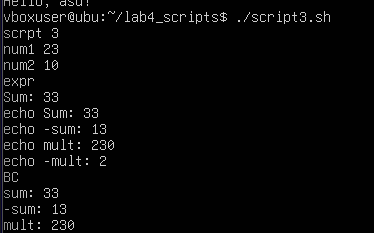 Hello, asu!
vboxuser@ubu:~/lab4_scripts$ ./script3.sh
scrpt 3
num1 23
num2 10
expr
Sum: 33
echo Sum: 33
echo -sum: 13
echo mult: 230
echo -mult: 2
BC
sum: 33
-sum: 13
mult: 230